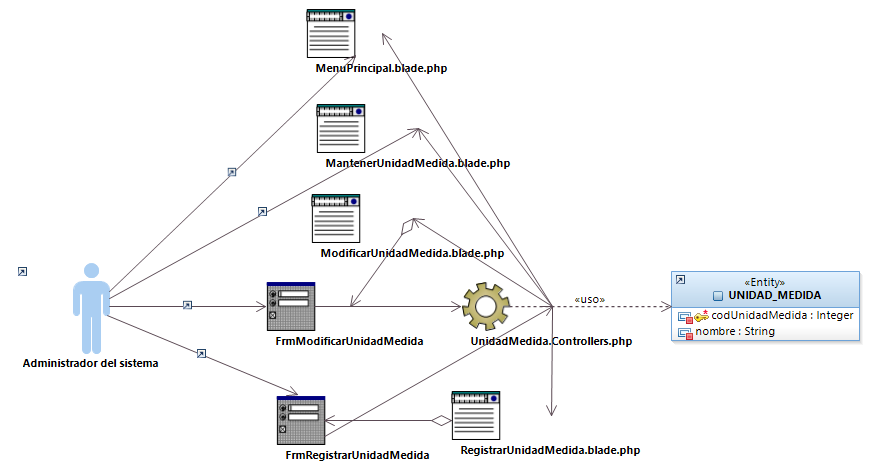 MenuPrincipal.blade.php
MantenerUnidadMedida.blade.php
ModificarUnidadMedida.blade.php
Administrador del sistema
FrmModificarUnidadMedida
UnidadMedida.Controllers.php
«uso»
«Entity»
UNIDAD_MEDIDA
codUnidadMedida : Integer
nombre : String
FrmRegistrarUnidadMedida
RegistrarUnidadMedida.blade.php